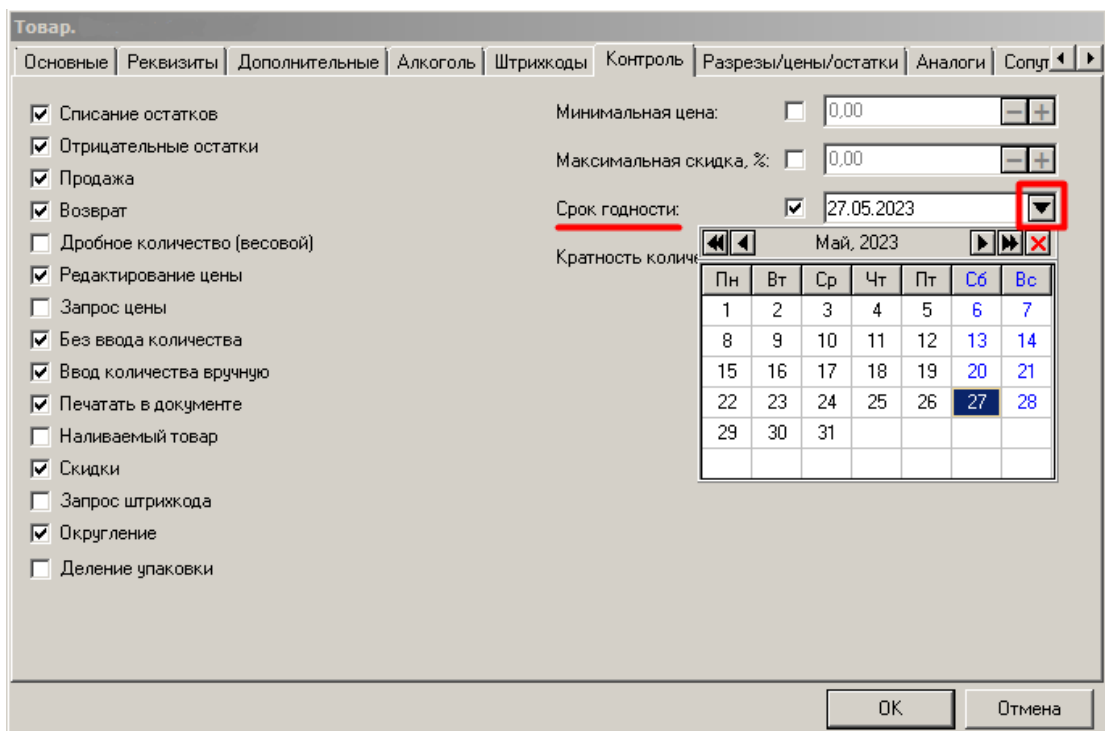 Товар.
Основные Реквизиты Дополнительные Алкоголь Штрихкоды Контроль Разрезы/цены/остатки Аналоги Сопут
Списание остатков
Отрицательные остатки
Продажа
Возврат
Дробное количество (весовой)
Редактирование цены
Запрос цены
Без ввода количества
Ввод количества вручную
Печатать в документе
Наливаемый товар
Скидки
Запрос штрихкода
Округление
Деление упаковки
Минимальная цена: 0,00
Максимальная скидка, %: 0,00
Срок годности: 27.05.2023
Кратность количе
Май, 2023
Пн Вт Ср Чт Пт Сб Вс
1 2 3 4 5 6 7
8 9 10 11 12 13 14
15 16 17 18 19 20 21
22 23 24 25 26 27 28
29 30 31
OK Отмена